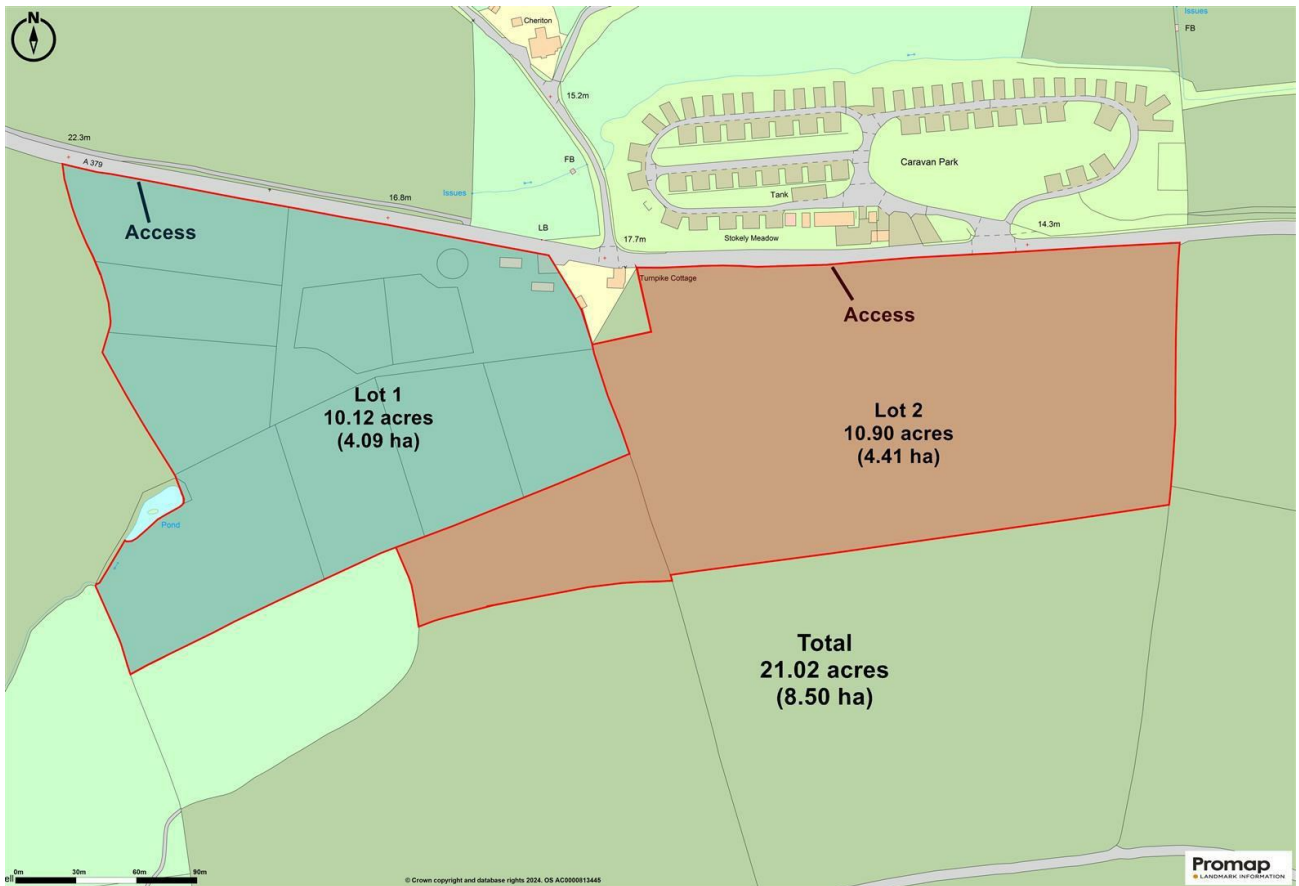 N
Cheriton
Issues
FB
15.2m
22.3m
A 379
FB
Caravan Park
Access
16.8m
Issues
Tank
LB
17.7m
Stokely Meadow
14.3m
Turnpike Cottage
Access
Lot 1
10.12 acres
(4.09 ha)
Lot 2
10.90 acres
(4.41 ha)
Pond
Total
21.02 acres
(8.50 ha)
ell
0m 30m 60m 90m
© Crown copyright and database rights 2024. OS AC0000813445
Promap
LANDMARK INFORMATION